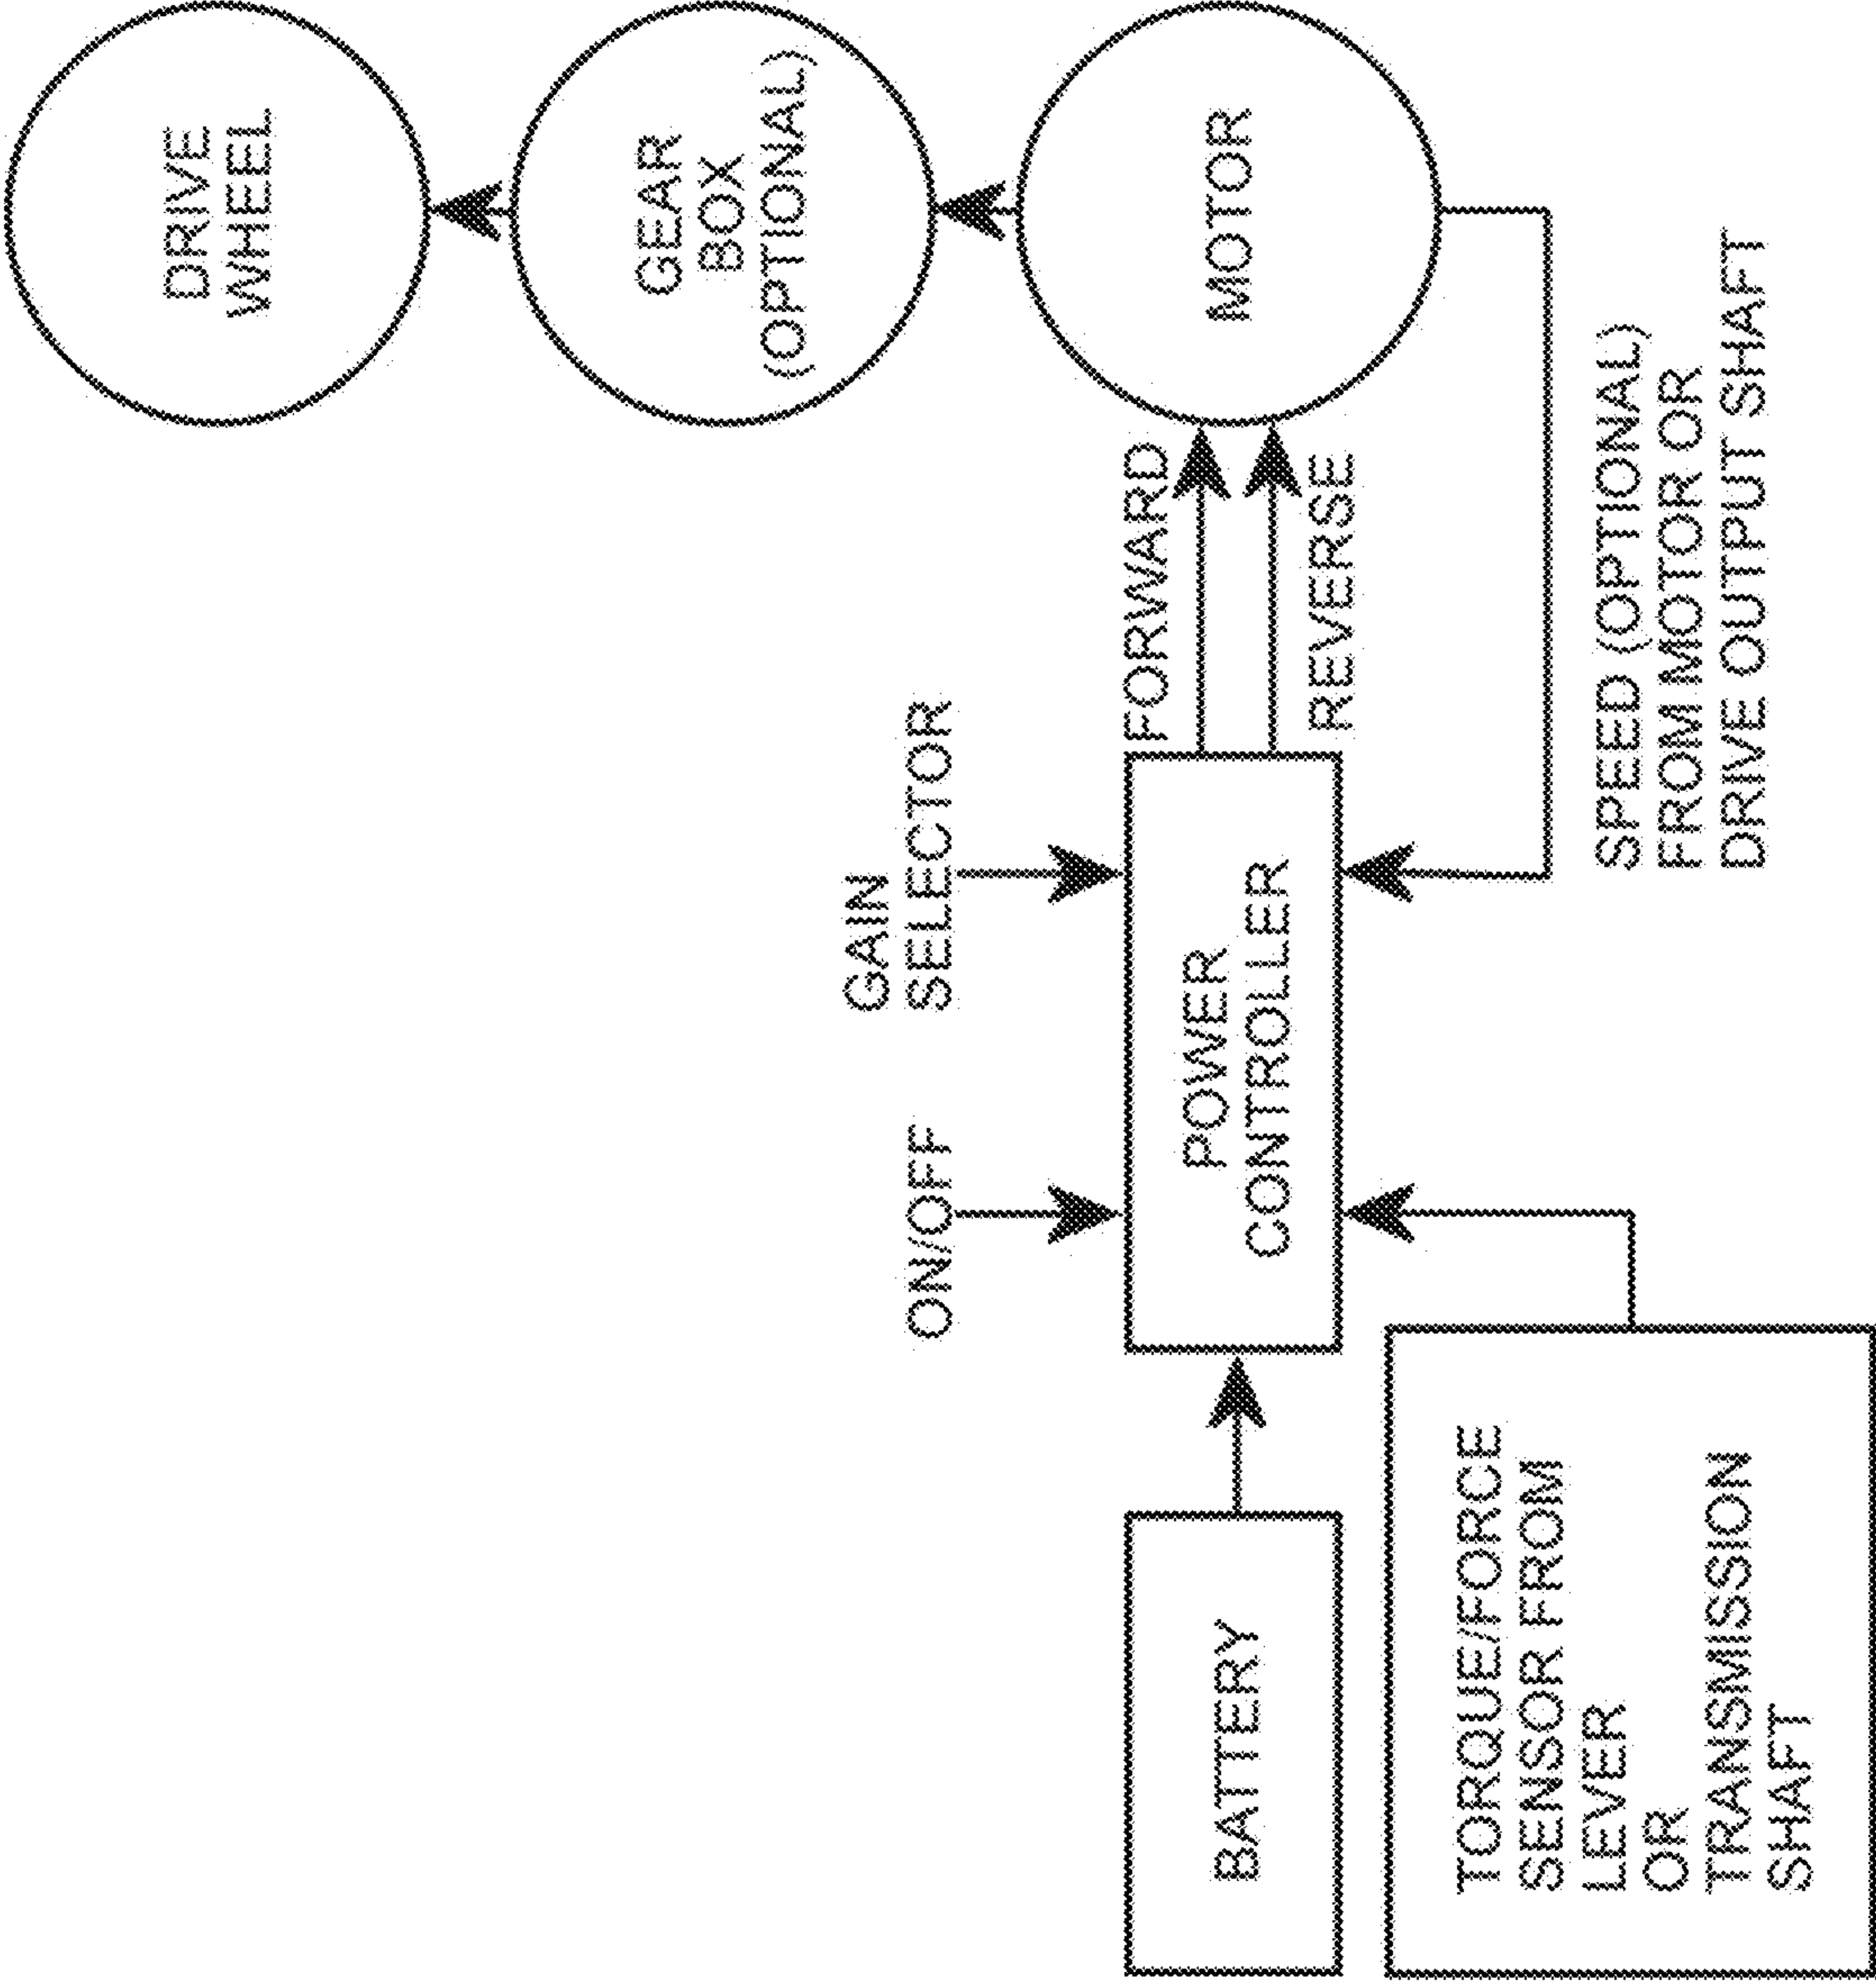 DRIVE
WHEEL
GEAR
BOX
(OPTIONAL)
MOTOR
FORWARD
REVERSE
GAIN
SELECTOR
ON/OFF
POWER
CONTROLLER
SPEED (OPTIONAL)
FROM MOTOR OR
DRIVE OUTPUT SHAFT
BATTERY
TORQUE/FORCE
SENSOR FROM
LEVER
OR
TRANSMISSION
SHAFT